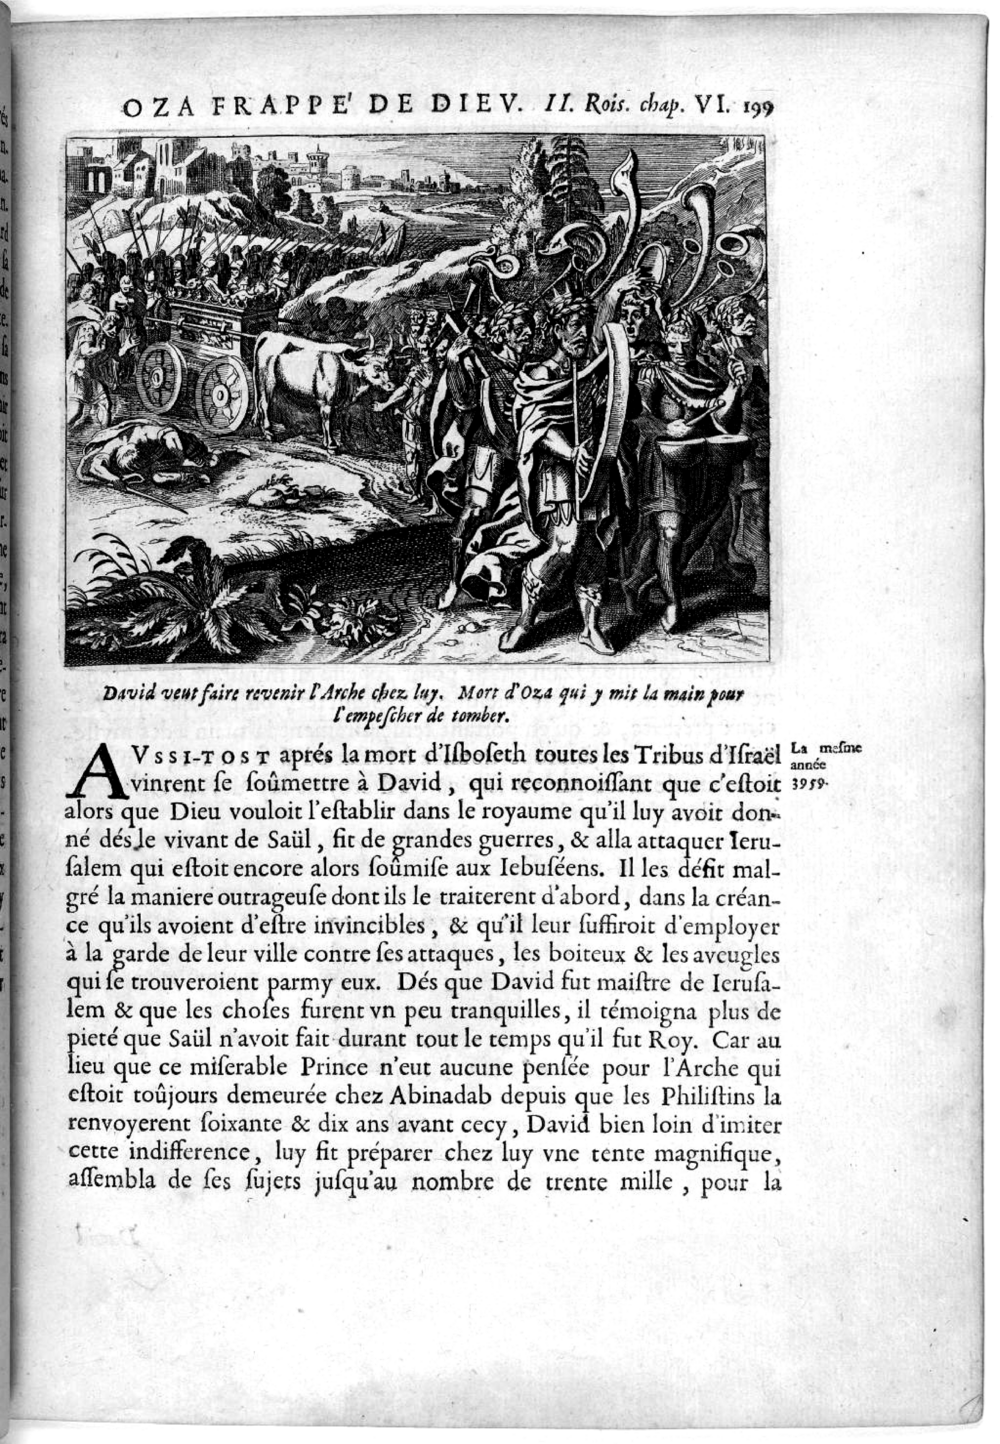 OZA FRAPPE' DE DIEV. II. Rois. chap. VI. 199
David veut faire revenir l'Arche chez luy. Mort d'Oza qui y mit la main pour
l'empeſcher de tomber.
AVSSI-TOST aprés la mort d'Iſboſeth toutes les Tribus d'Iſraël
vinrent ſe ſoûmettre à David, qui reconnoiſſant que c'eſtoit
alors que Dieu vouloit l'eſtablir dans le royaume qu'il luy avoit don-
né dés le vivant de Saül, fit de grandes guerres, & alla attaquer Ieru-
ſalem qui eſtoit encore alors ſoûmiſe aux Iebuſéens. Il les défit mal-
gré la maniere outrageuſe dont ils le traiterent d'abord, dans la créan-
ce qu'ils avoient d'eſtre invincibles, & qu'il leur ſuffiroit d'employer
à la garde de leur ville contre ſes attaques, les boiteux & les aveugles
qui ſe trouveroient parmy eux. Dés que David fut maiſtre de Ieruſa-
lem & que les choſes furent vn peu tranquilles, il témoigna plus de
pieté que Saül n'avoit fait durant tout le temps qu'il fut Roy. Car au
lieu que ce miſerable Prince n'eut aucune penſée pour l'Arche qui
eſtoit toûjours demeurée chez Abinadab depuis que les Philiſtins la
renvoyerent ſoixante & dix ans avant cecy, David bien loin d'imiter
cette indifference, luy fit préparer chez luy vne tente magnifique,
aſſembla de ſes ſujets juſqu'au nombre de trente mille, pour la
La meſme
année
3959.